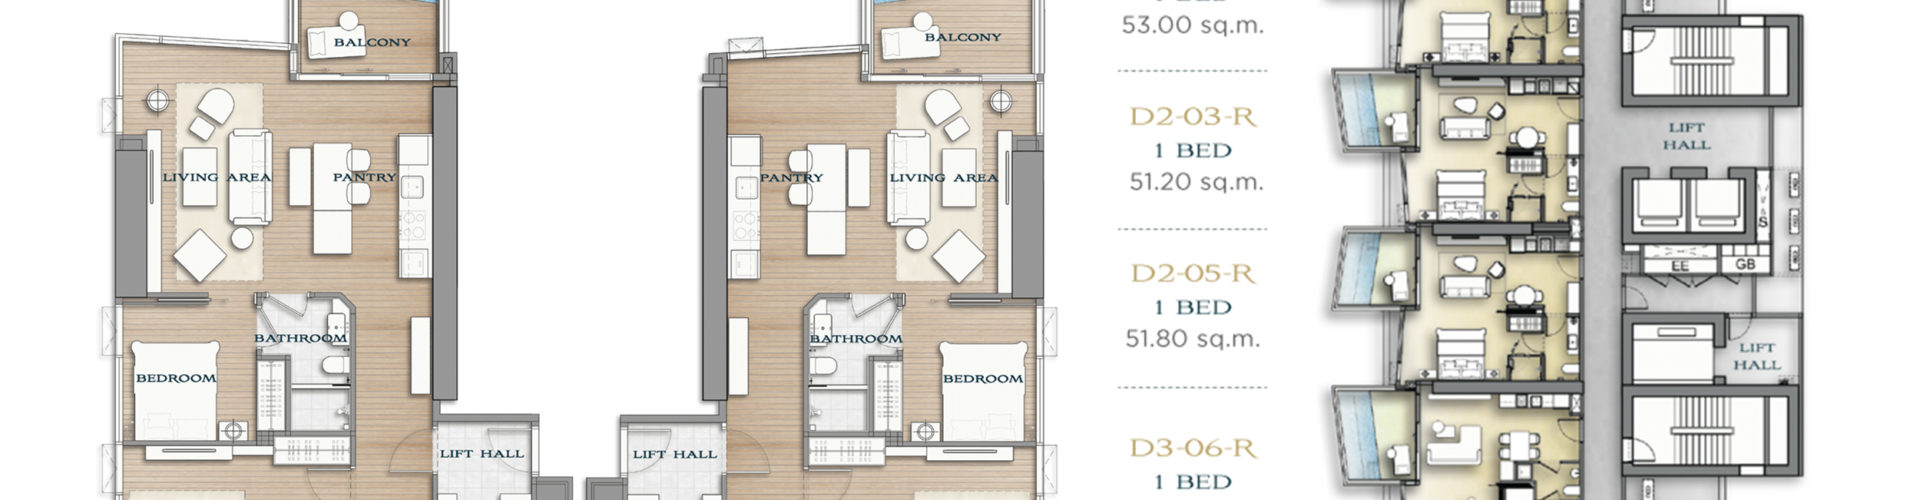 BALCONY
LIVING AREA
PANTRY
BATHROOM
BEDROOM
LIFT HALL
BALCONY
PANTRY
LIVING AREA
BATHROOM
BEDROOM
LIFT HALL
1 BED
53.00 sq.m.
D2-03-R
1 BED
51.20 sq.m.
D2-05-R
1 BED
51.80 sq.m.
D3-06-R
1 BED
LIFT
HALL
S
EE
GB
LIFT
HALL